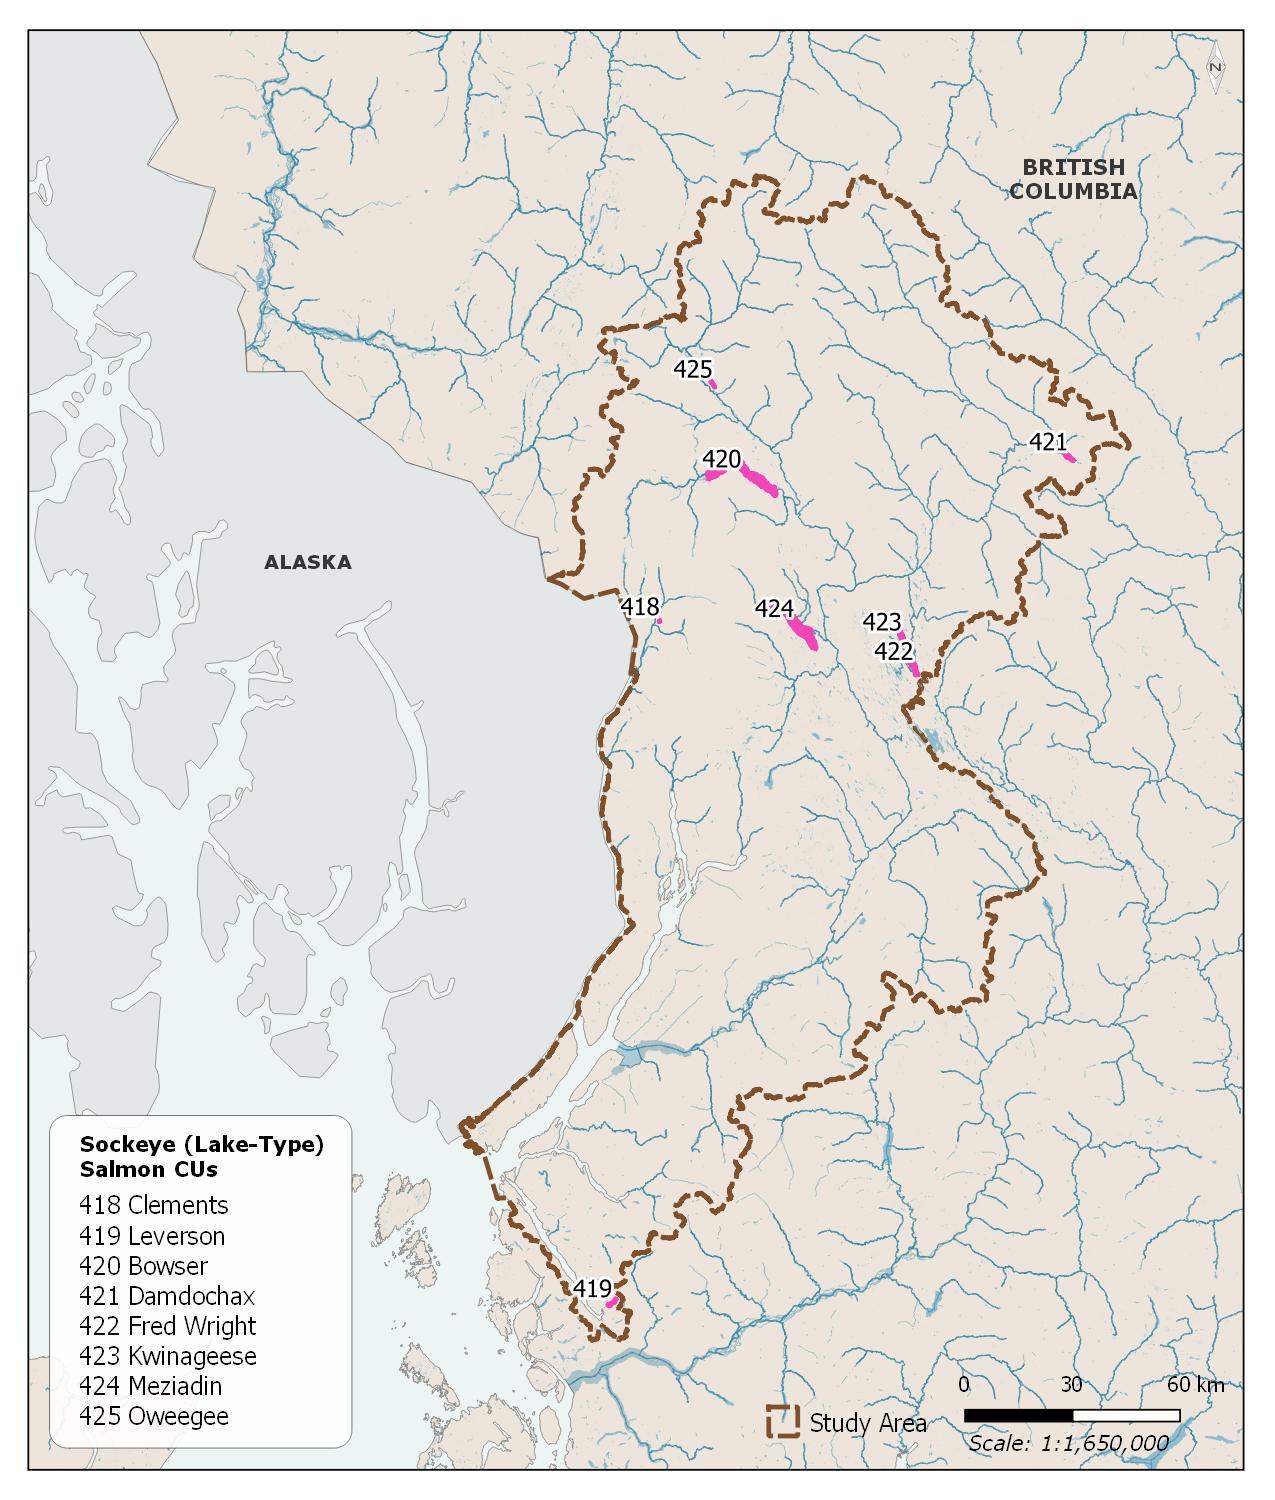 N
BRITISH
COLUMBIA
425
421
420
ALASKA
418
424
423
422
419
Sockeye (Lake-Type)
Salmon CUs
418 Clements
419 Leverson
420 Bowser
421 Damdochax
422 Fred Wright
423 Kwinageese
424 Meziadin
425 Oweegee
0 30 60 km
Study Area
Scale: 1:1,650,000